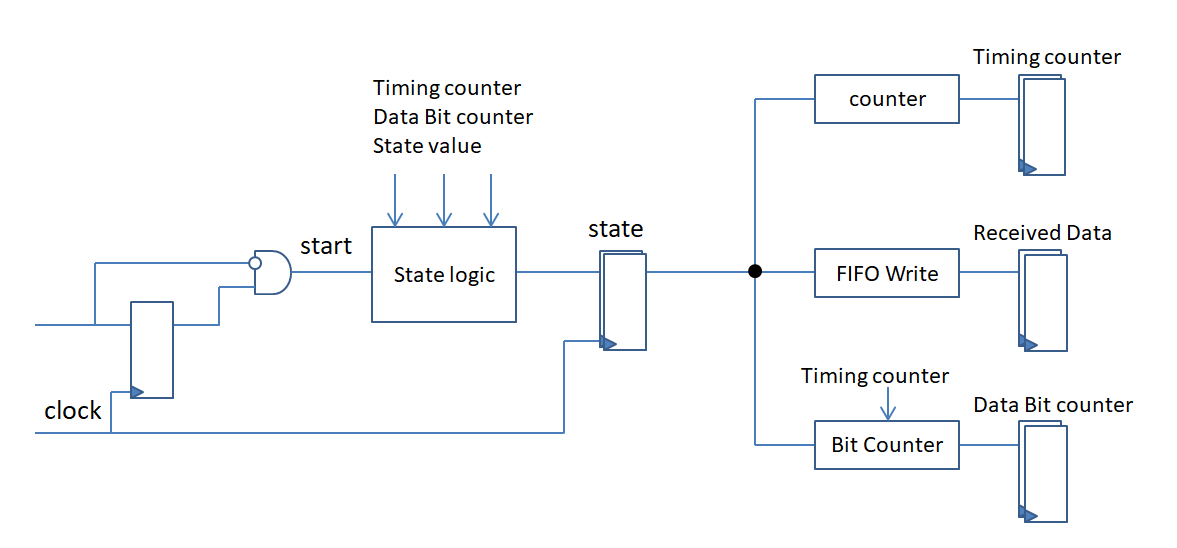 Timing counter
counter
Timing counter
Data Bit counter
State value
start
State logic
state
Received Data
FIFO Write
clock
Timing counter
Data Bit counter
Bit Counter